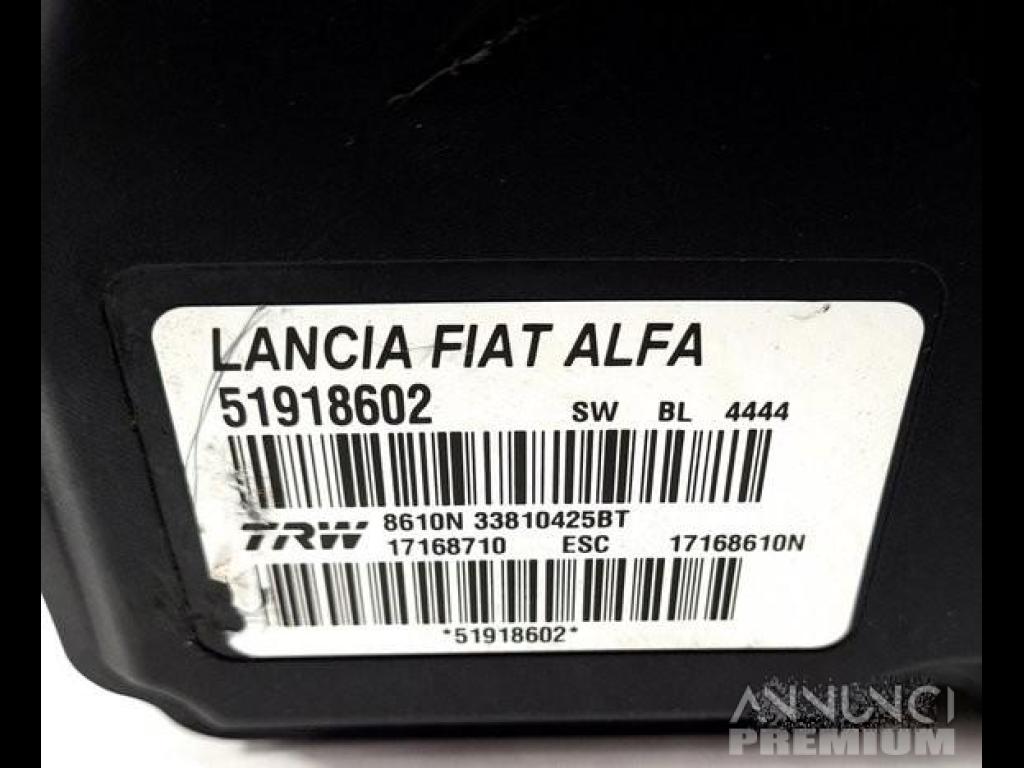 LANCIA FIAT ALFA
51918602 SW BL 4444
TRW 8610N 33810425BT
17168710 ESC 17168610N
*51918602*
ANNUNCI
PREMIUM